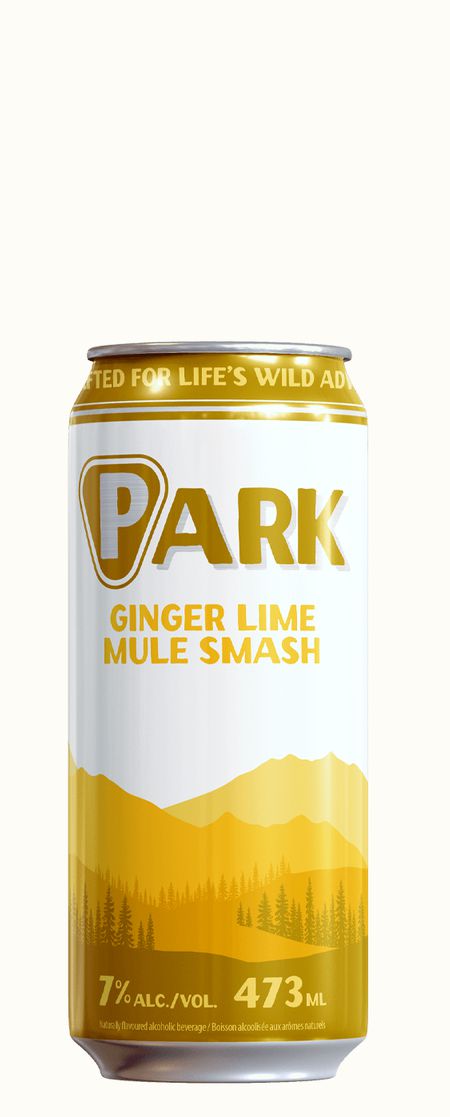 FTED FOR LIFE'S WILD AD
PARK
GINGER LIME
MULE SMASH
7% ALC./VOL. 473 ML
Naturally flavoured alcoholic beverage / Boisson alcoolisée aux arômes naturels